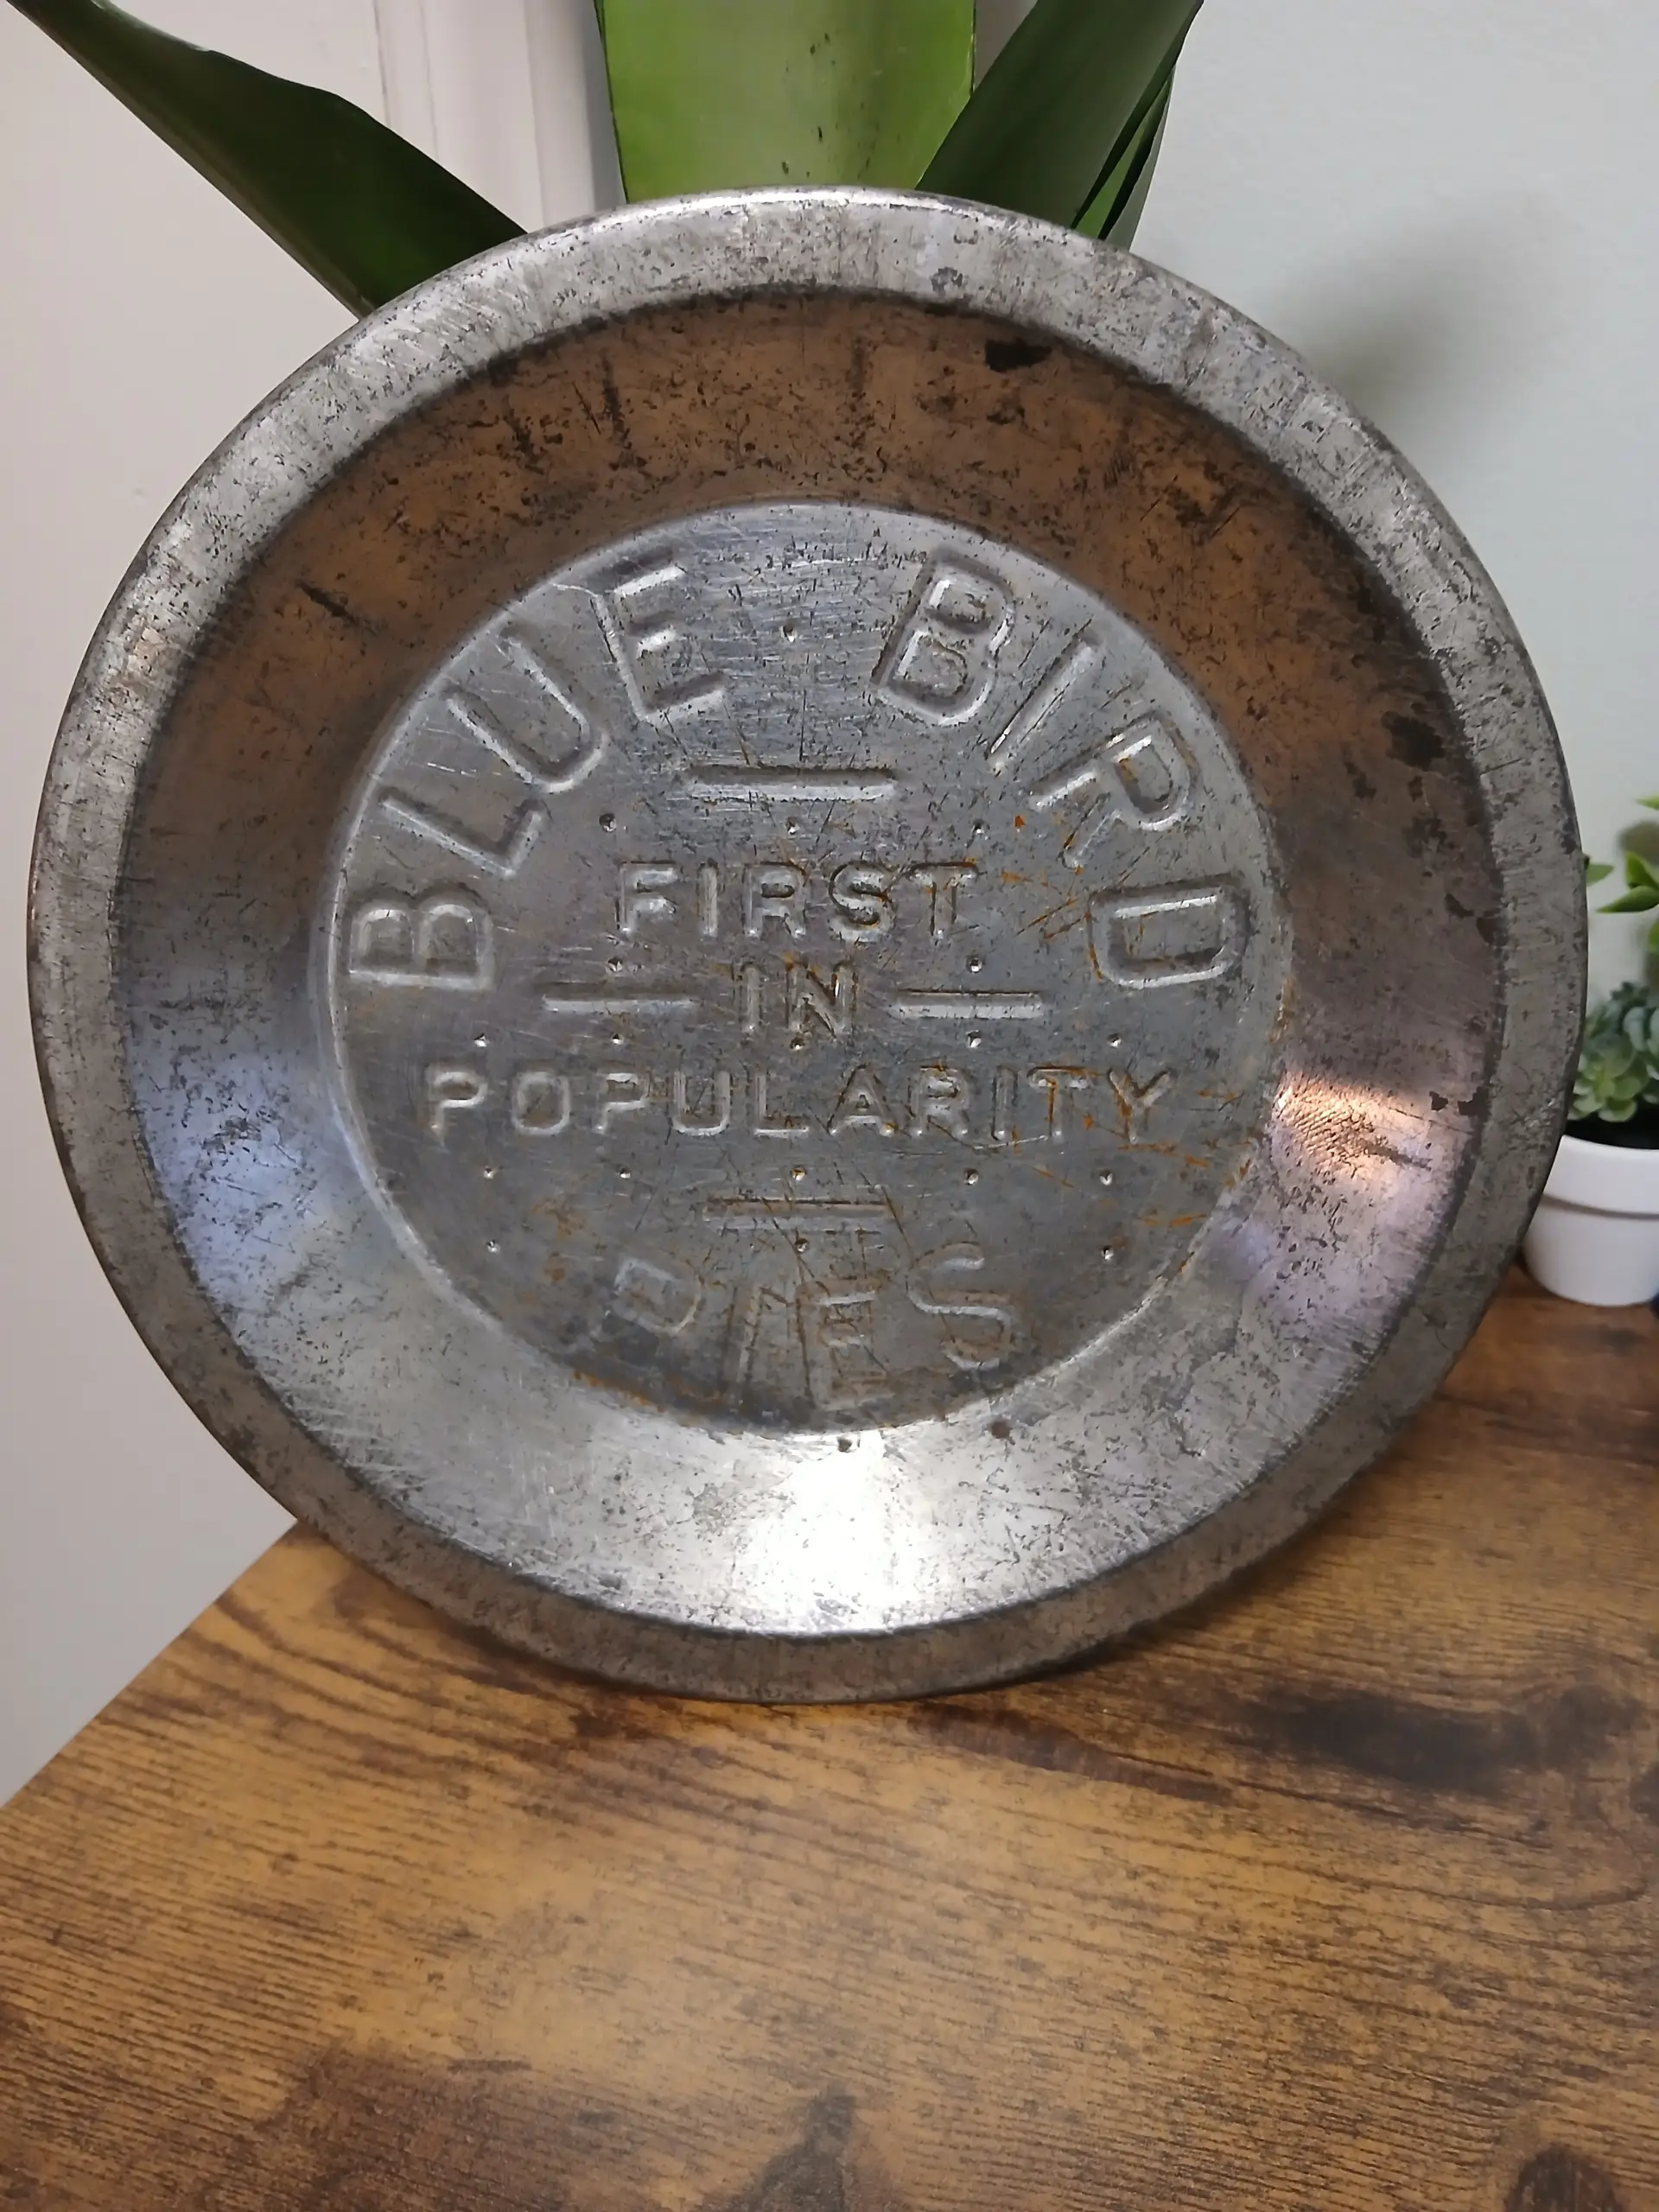 BLUE BIRD
FIRST
IN
POPULARITY
PIES